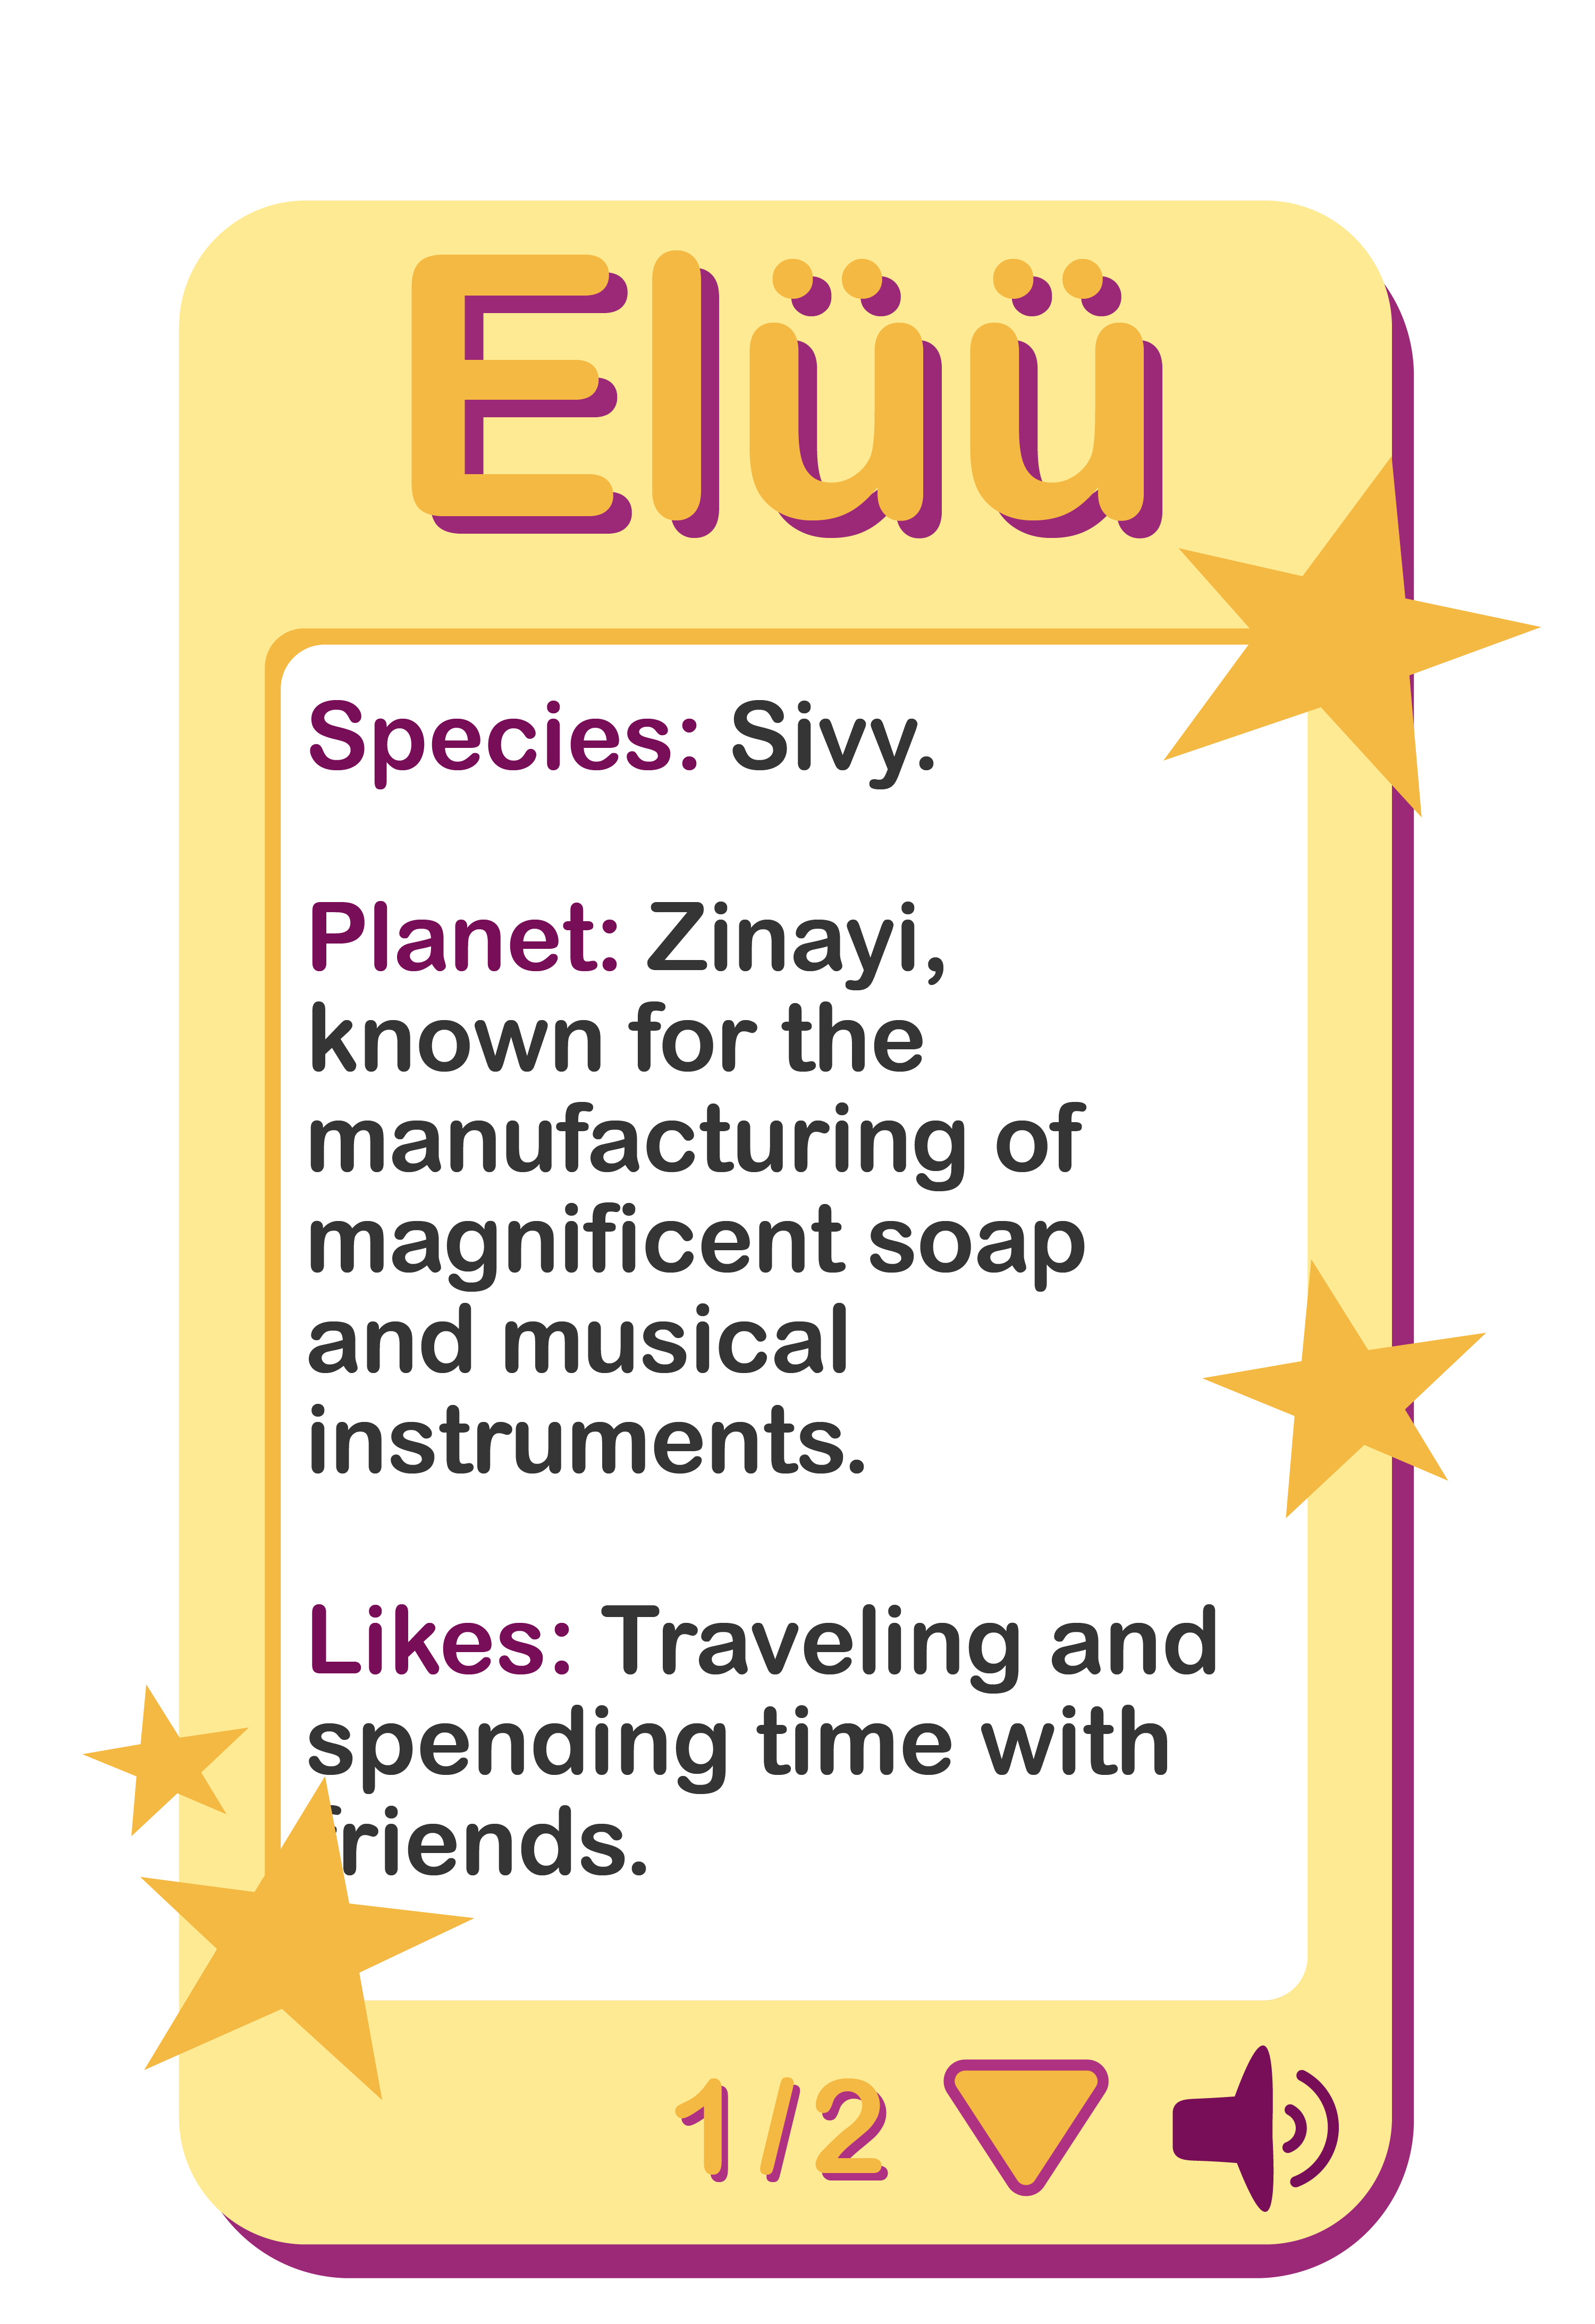 Elüü
Species: Sivy.
Planet: Zinayi,
known for the
manufacturing of
magnificent soap
and musical
instruments.
Likes: Traveling and
spending time with
friends.
1/2